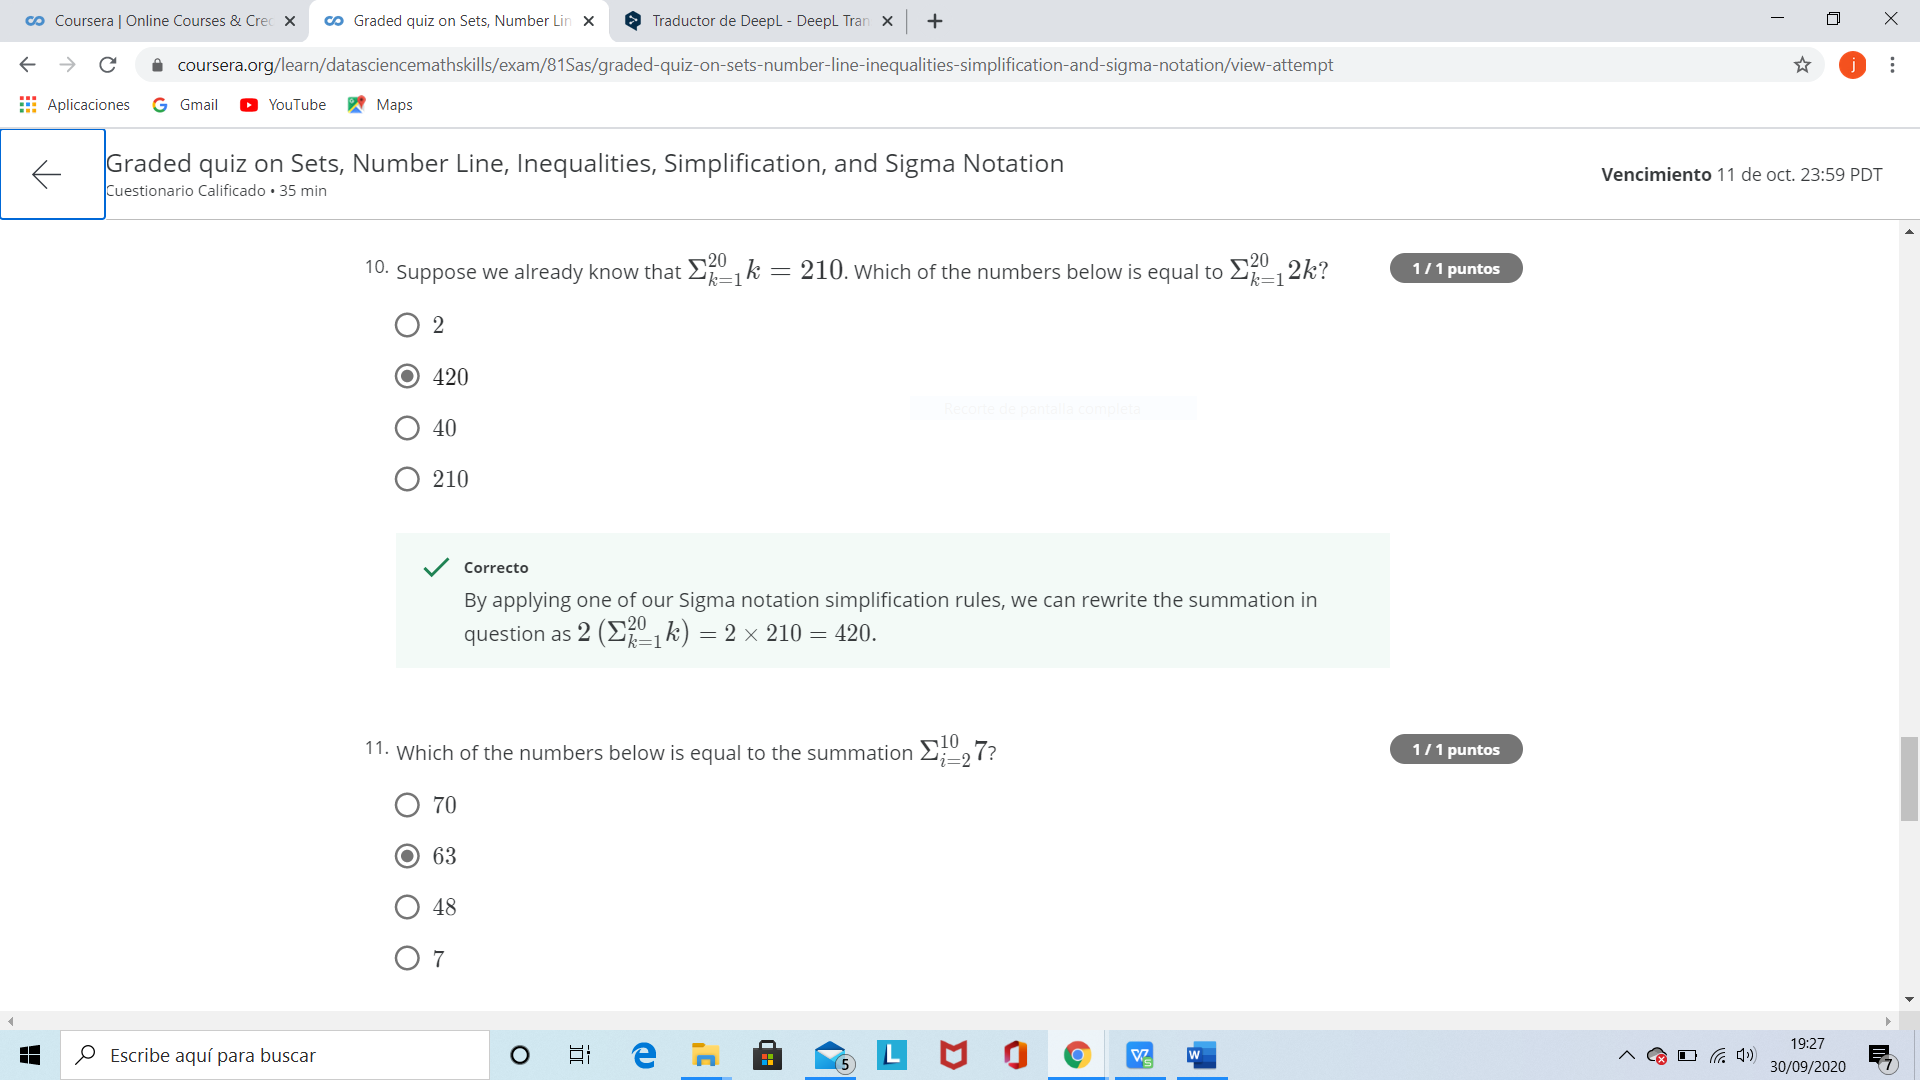 Coursera | Online Courses & Cre
Graded quiz on Sets, Number Lin
Traductor de DeepL - DeepL Tran
coursera.org/learn/datasciencemathskills/exam/81Sas/graded-quiz-on-sets-number-line-inequalities-simplification-and-sigma-notation/view-attempt
j
Aplicaciones
Gmail
YouTube
Maps
Graded quiz on Sets, Number Line, Inequalities, Simplification, and Sigma Notation
Cuestionario Calificado • 35 min
Vencimiento 11 de oct. 23:59 PDT
10. Suppose we already know that Σ_{k=1}^{20} k = 210. Which of the numbers below is equal to Σ_{k=1}^{20} 2k?
1 / 1 puntos
2
420
Recorte de pantalla completa
40
210
Correcto
By applying one of our Sigma notation simplification rules, we can rewrite the summation in
question as 2 (Σ_{k=1}^{20} k) = 2 × 210 = 420.
11. Which of the numbers below is equal to the summation Σ_{i=2}^{10} 7?
1 / 1 puntos
70
63
48
7
Escribe aquí para buscar
5
L
W
19:27
30/09/2020
7